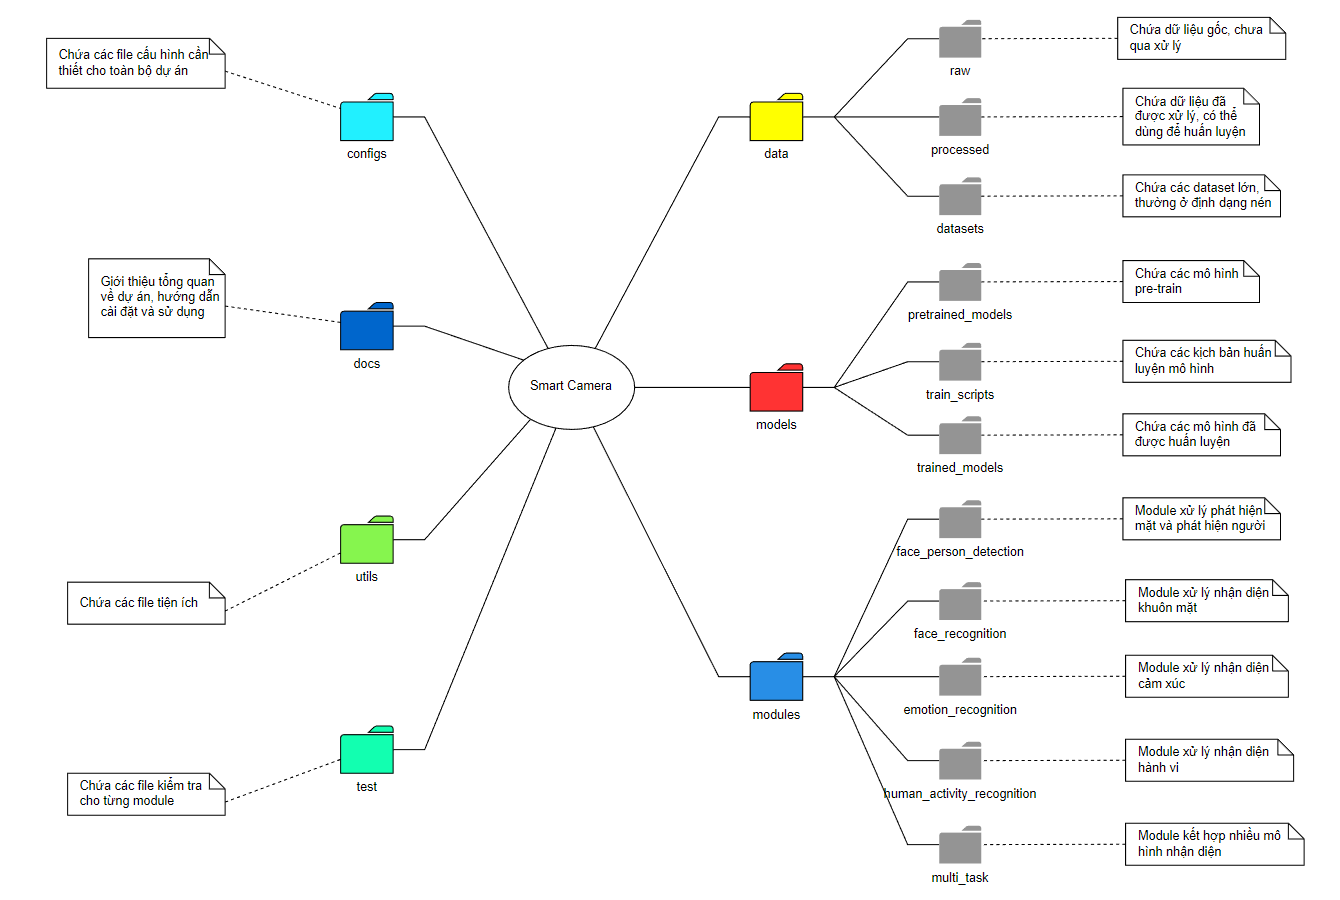 Chứa các file cấu hình cần
thiết cho toàn bộ dự án
configs
Giới thiệu tổng quan
về dự án, hướng dẫn
cài đặt và sử dụng
docs
Chứa các file tiện ích
utils
Chứa các file kiểm tra
cho từng module
test
Smart Camera
data
raw
Chứa dữ liệu gốc, chưa
qua xử lý
processed
Chứa dữ liệu đã
được xử lý, có thể
dùng để huấn luyện
datasets
Chứa các dataset lớn,
thường ở định dạng nén
models
pretrained_models
Chứa các mô hình
pre-train
train_scripts
Chứa các kịch bản huấn
luyện mô hình
trained_models
Chứa các mô hình đã
được huấn luyện
modules
face_person_detection
Module xử lý phát hiện
mặt và phát hiện người
face_recognition
Module xử lý nhận diện
khuôn mặt
emotion_recognition
Module xử lý nhận diện
cảm xúc
human_activity_recognition
Module xử lý nhận diện
hành vi
multi_task
Module kết hợp nhiều mô
hình nhận diện